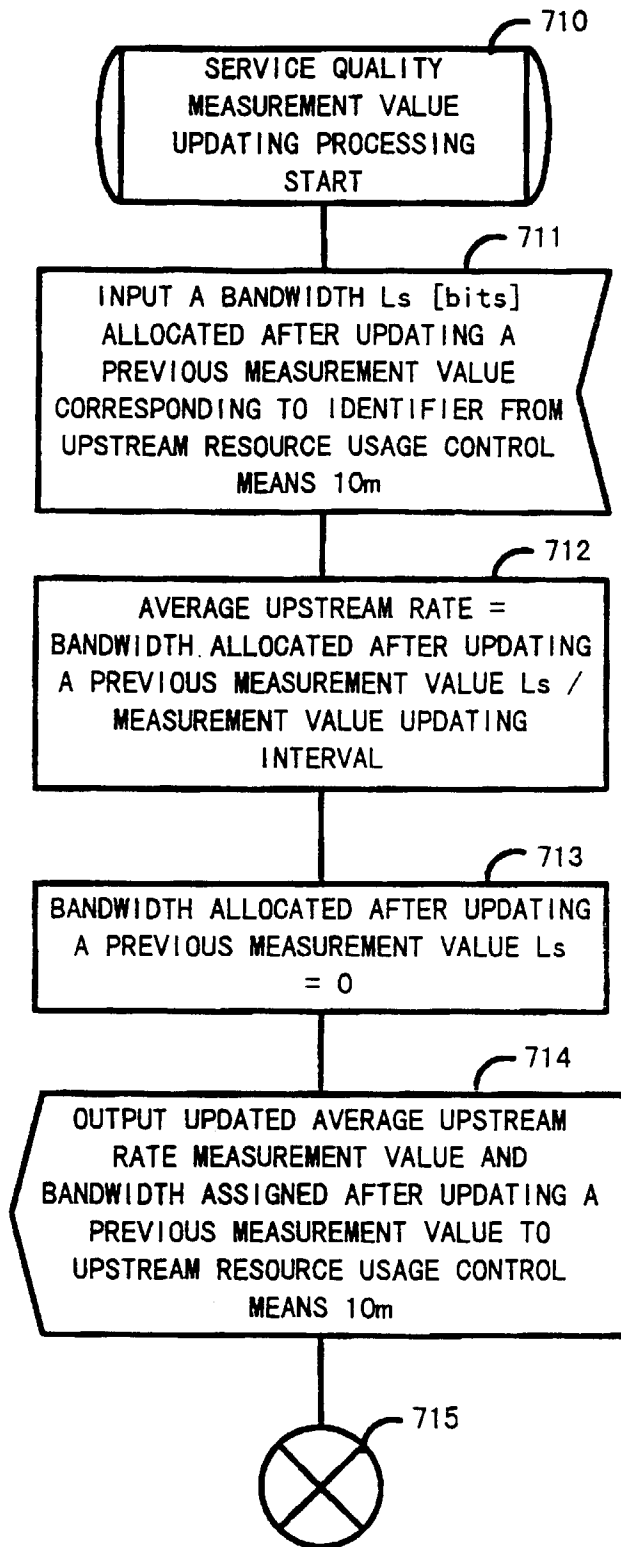 710
SERVICE QUALITY
MEASUREMENT VALUE
UPDATING PROCESSING
START
711
INPUT A BANDWIDTH Ls [bits]
ALLOCATED AFTER UPDATING A
PREVIOUS MEASUREMENT VALUE
CORRESPONDING TO IDENTIFIER FROM
UPSTREAM RESOURCE USAGE CONTROL
MEANS 10m
712
AVERAGE UPSTREAM RATE =
BANDWIDTH. ALLOCATED AFTER UPDATING
A PREVIOUS MEASUREMENT VALUE Ls /
MEASUREMENT VALUE UPDATING
INTERVAL
713
BANDWIDTH ALLOCATED AFTER UPDATING
A PREVIOUS MEASUREMENT VALUE Ls
= 0
714
OUTPUT UPDATED AVERAGE UPSTREAM
RATE MEASUREMENT VALUE AND
BANDWIDTH ASSIGNED AFTER UPDATING A
PREVIOUS MEASUREMENT VALUE TO
UPSTREAM RESOURCE USAGE CONTROL
MEANS 10m
715